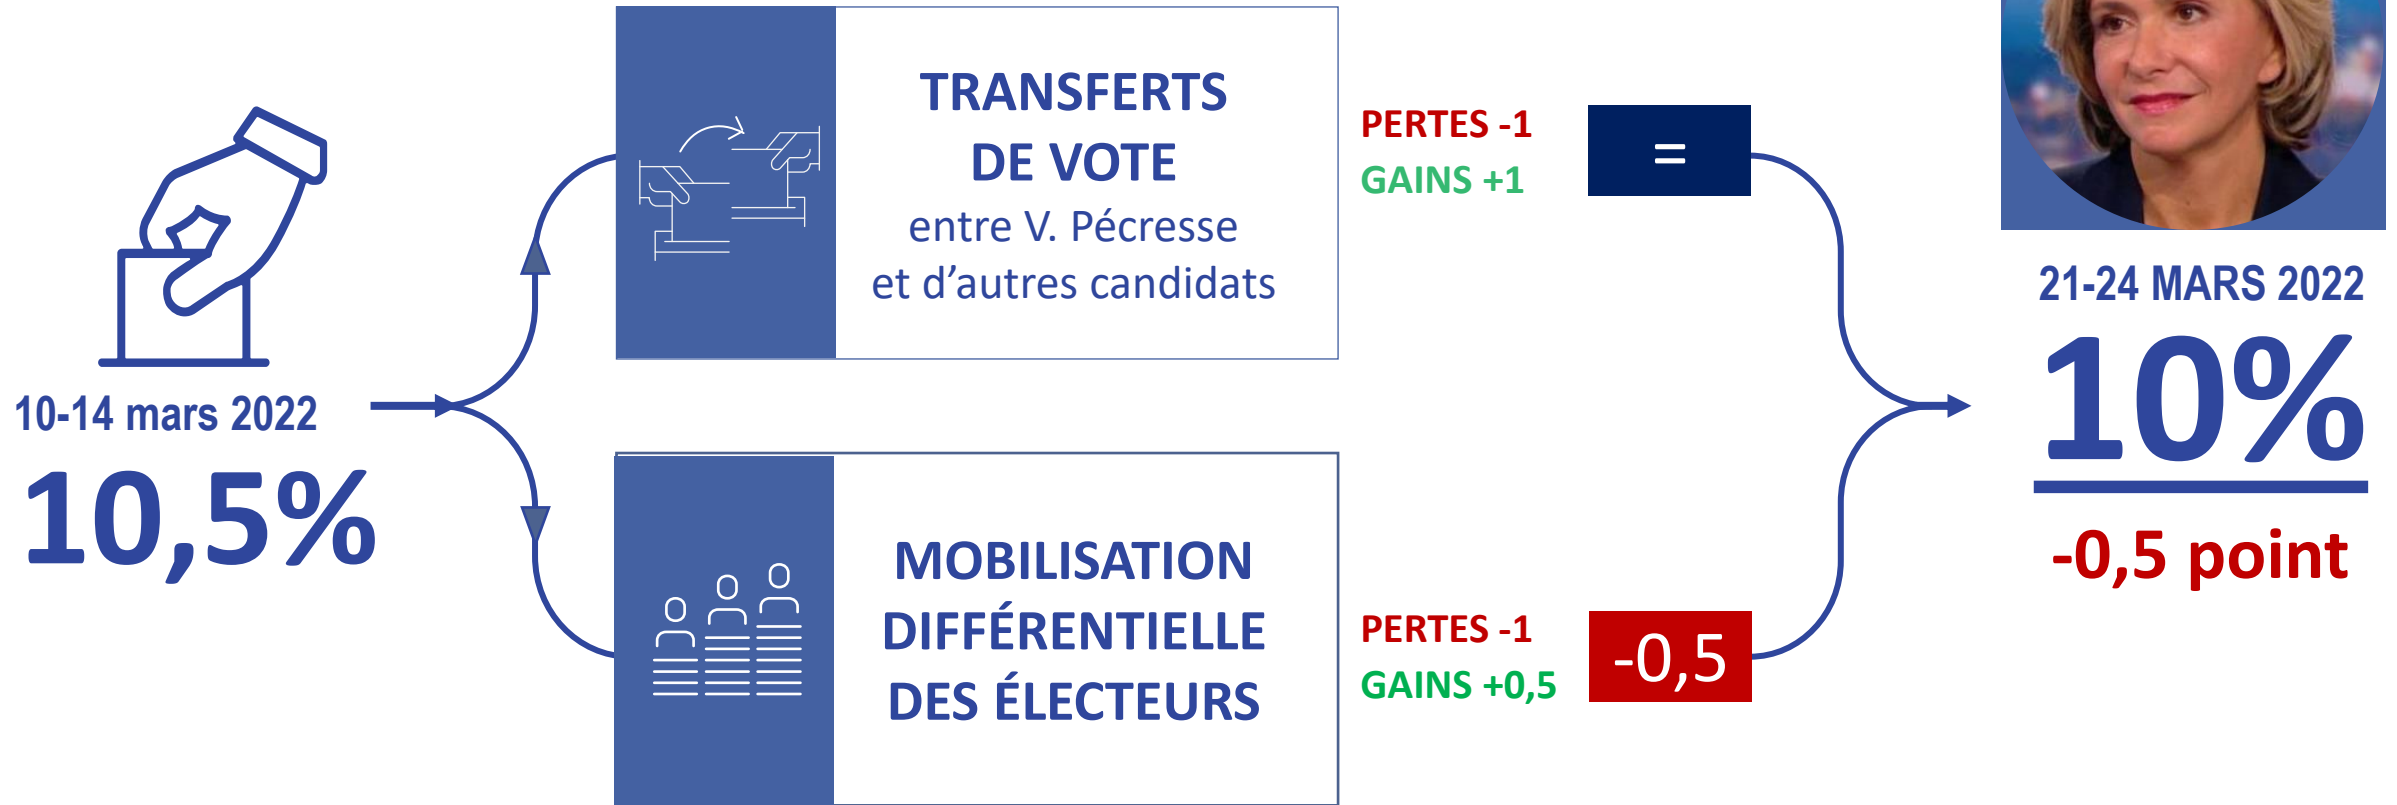 10-14 mars 2022
10,5%
TRANSFERTS
DE VOTE
entre V. Pécresse
et d’autres candidats
PERTES -1
GAINS +1
=
MOBILISATION
DIFFÉRENTIELLE
DES ÉLECTEURS
PERTES -1
GAINS +0,5
-0,5
21-24 MARS 2022
10%
-0,5 point